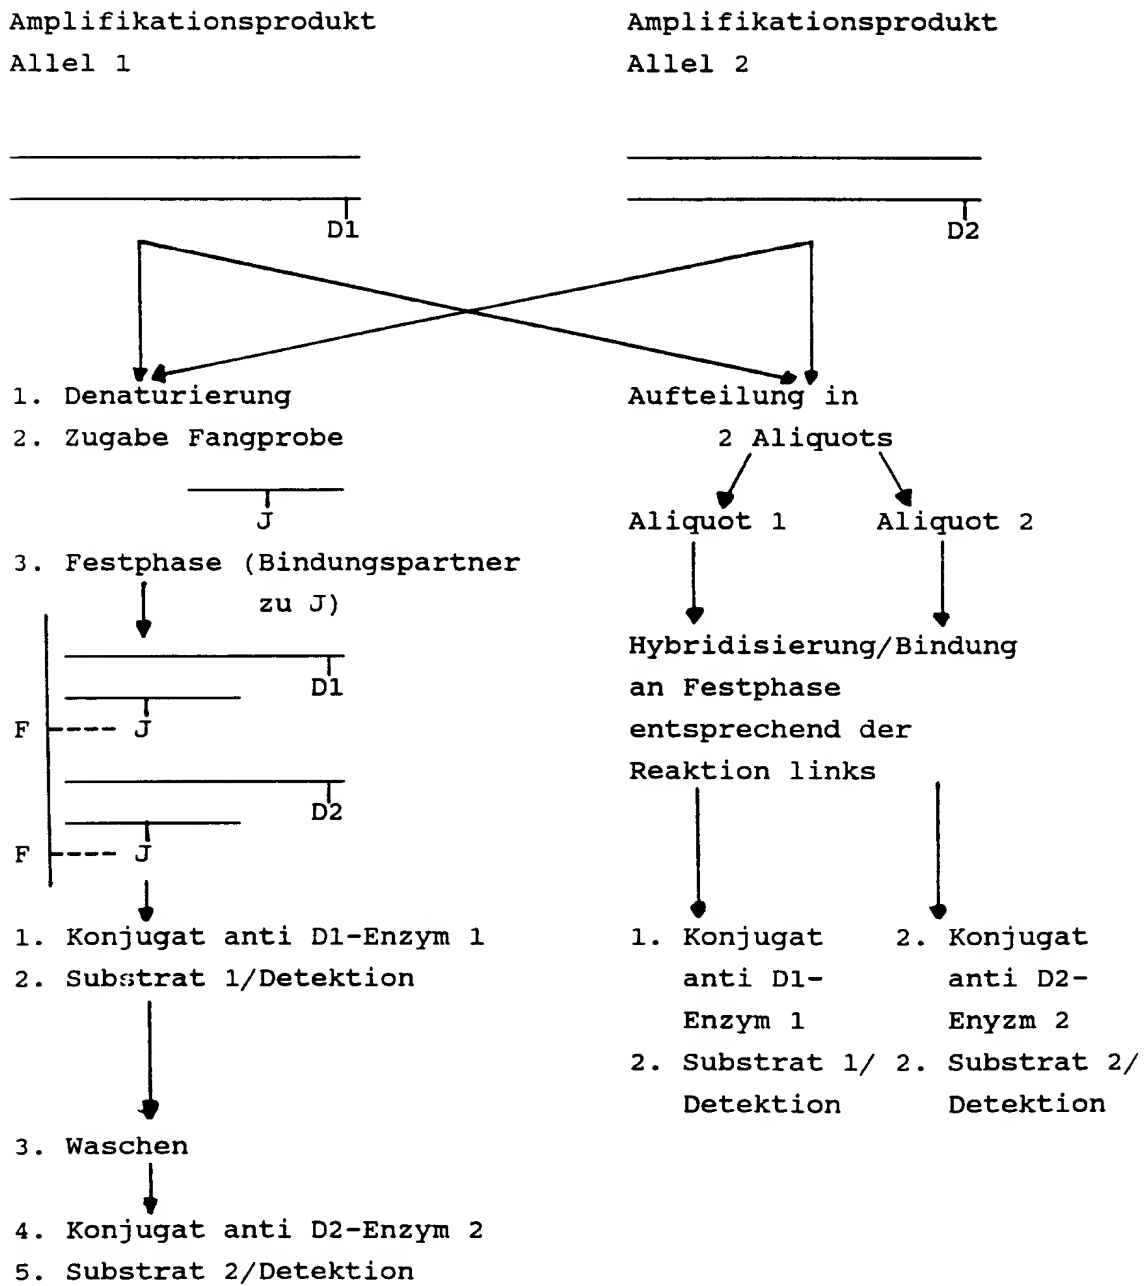 Amplifikationsprodukt
Allel 1
Amplifikationsprodukt
Allel 2
D1
D2
1. Denaturierung
2. Zugabe Fangprobe
J
3. Festphase (Bindungspartner
zu J)
D1
F ---- J
D2
F ---- J
1. Konjugat anti D1-Enzym 1
2. Substrat 1/Detektion
3. Waschen
4. Konjugat anti D2-Enzym 2
5. Substrat 2/Detektion
Aufteilung in
2 Aliquots
Aliquot 1
Aliquot 2
Hybridisierung/Bindung
an Festphase
entsprechend der
Reaktion links
1. Konjugat
anti D1-
Enzym 1
2. Substrat 1/
Detektion
2. Konjugat
anti D2-
Enyzm 2
2. Substrat 2/
Detektion